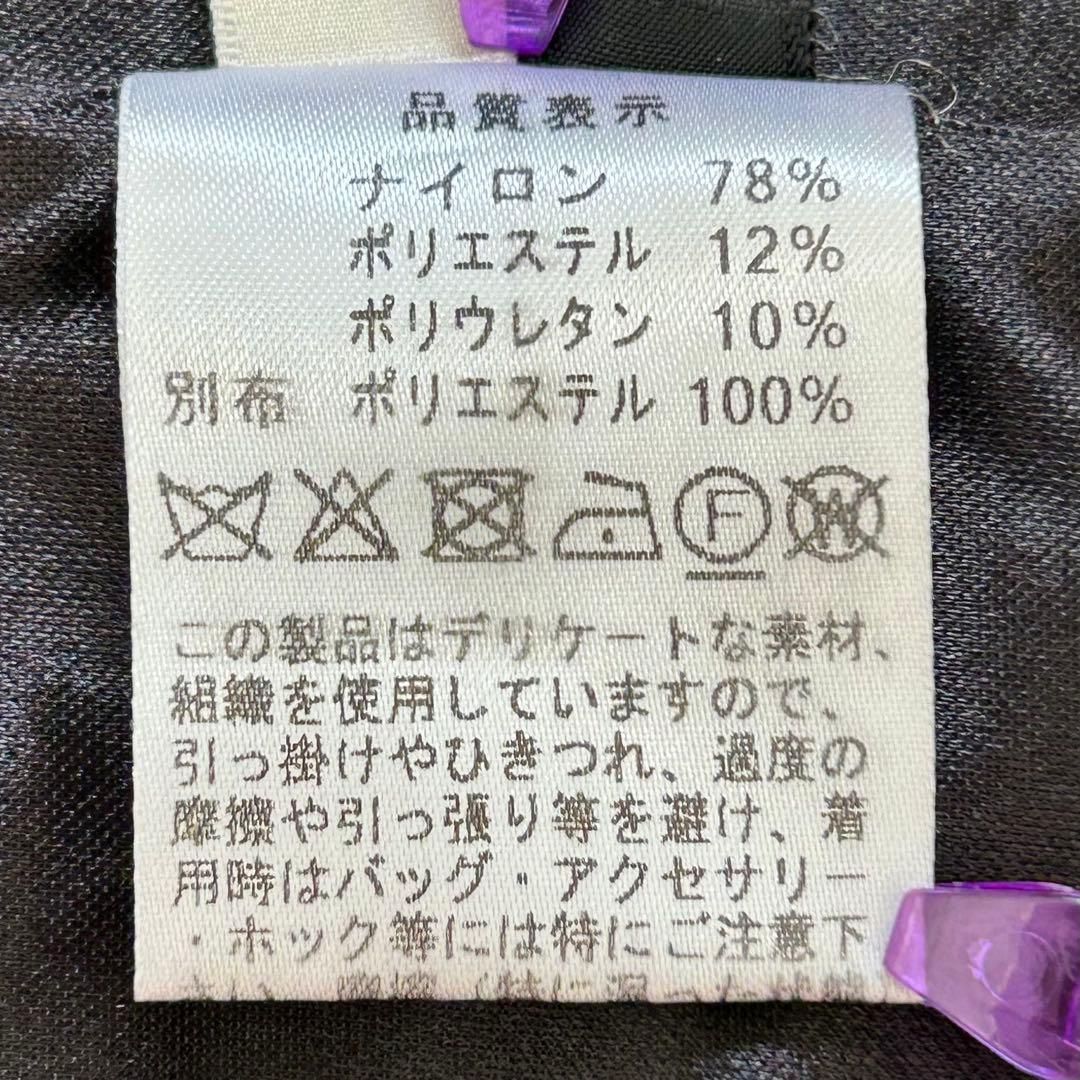 品質表示
ナイロン 78%
ポリエステル 12%
ポリウレタン 10%
別布 ポリエステル 100%
F W
この製品はデリケートな素材、
組織を使用していますので、
引っ掛けやひきつれ、過度の
摩擦や引っ張り等を避け、着
用時はバッグ・アクセサリー
・ホック等には特にご注意下